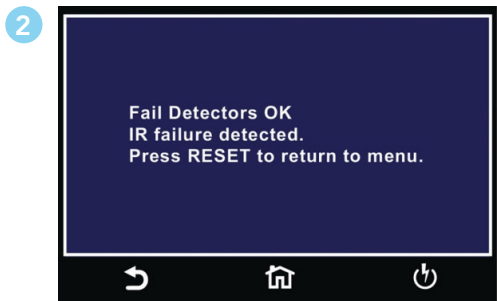 2
Fail Detectors OK
IR failure detected.
Press RESET to return to menu.